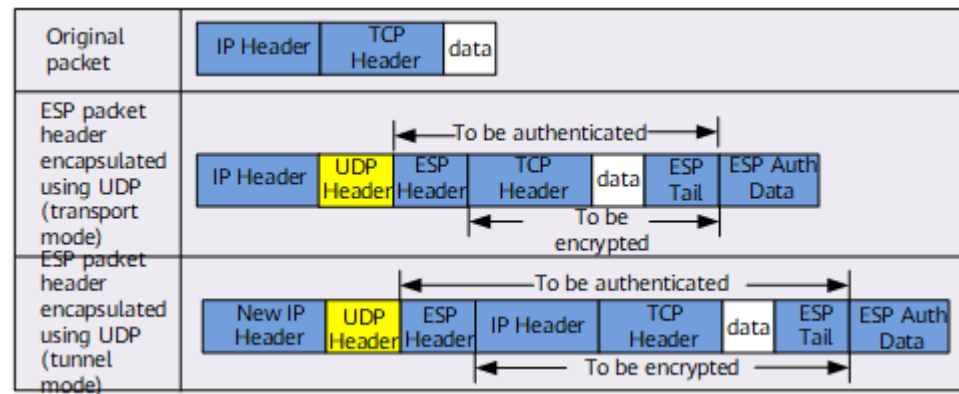 Original
packet
IP Header
TCP
Header
data
ESP packet
header
encapsulated
using UDP
(transport
mode)
To be authenticated
IP Header
UDP
Header
ESP
Header
TCP
Header
data
ESP
Tail
ESP Auth
Data
To be
encrypted
ESP packet
header
encapsulated
using UDP
(tunnel
mode)
To be authenticated
New IP
Header
UDP
Header
ESP
Header
IP Header
TCP
Header
data
ESP
Tail
ESP Auth
Data
To be encrypted